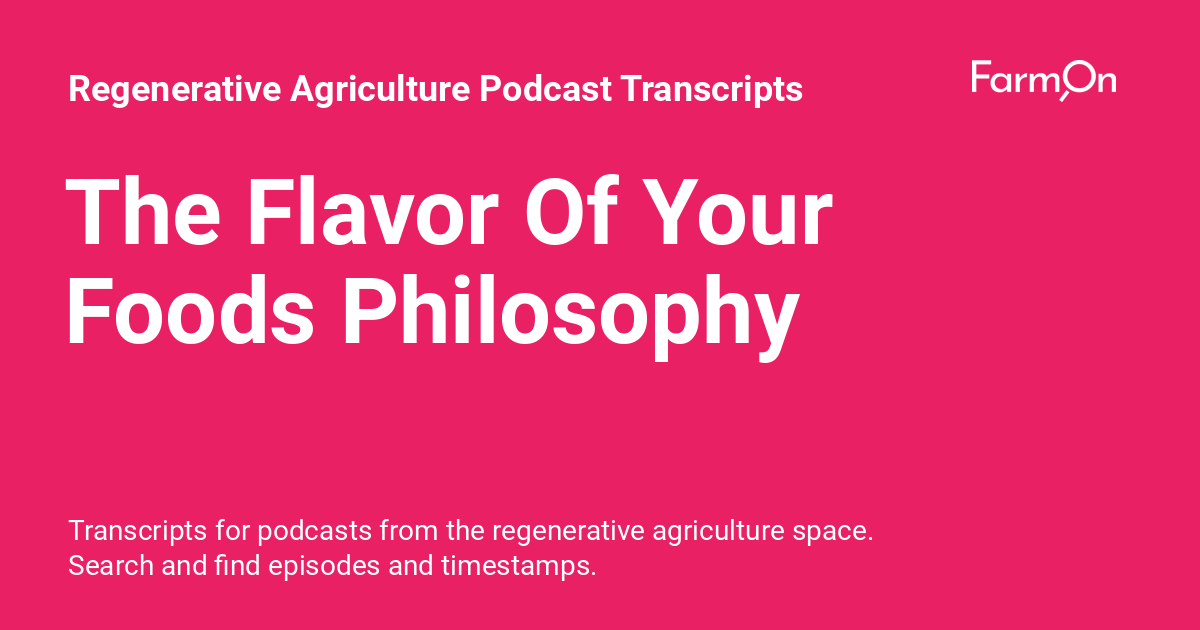 Regenerative Agriculture Podcast Transcripts
FarmOn
The Flavor Of Your
Foods Philosophy
Transcripts for podcasts from the regenerative agriculture space.
Search and find episodes and timestamps.